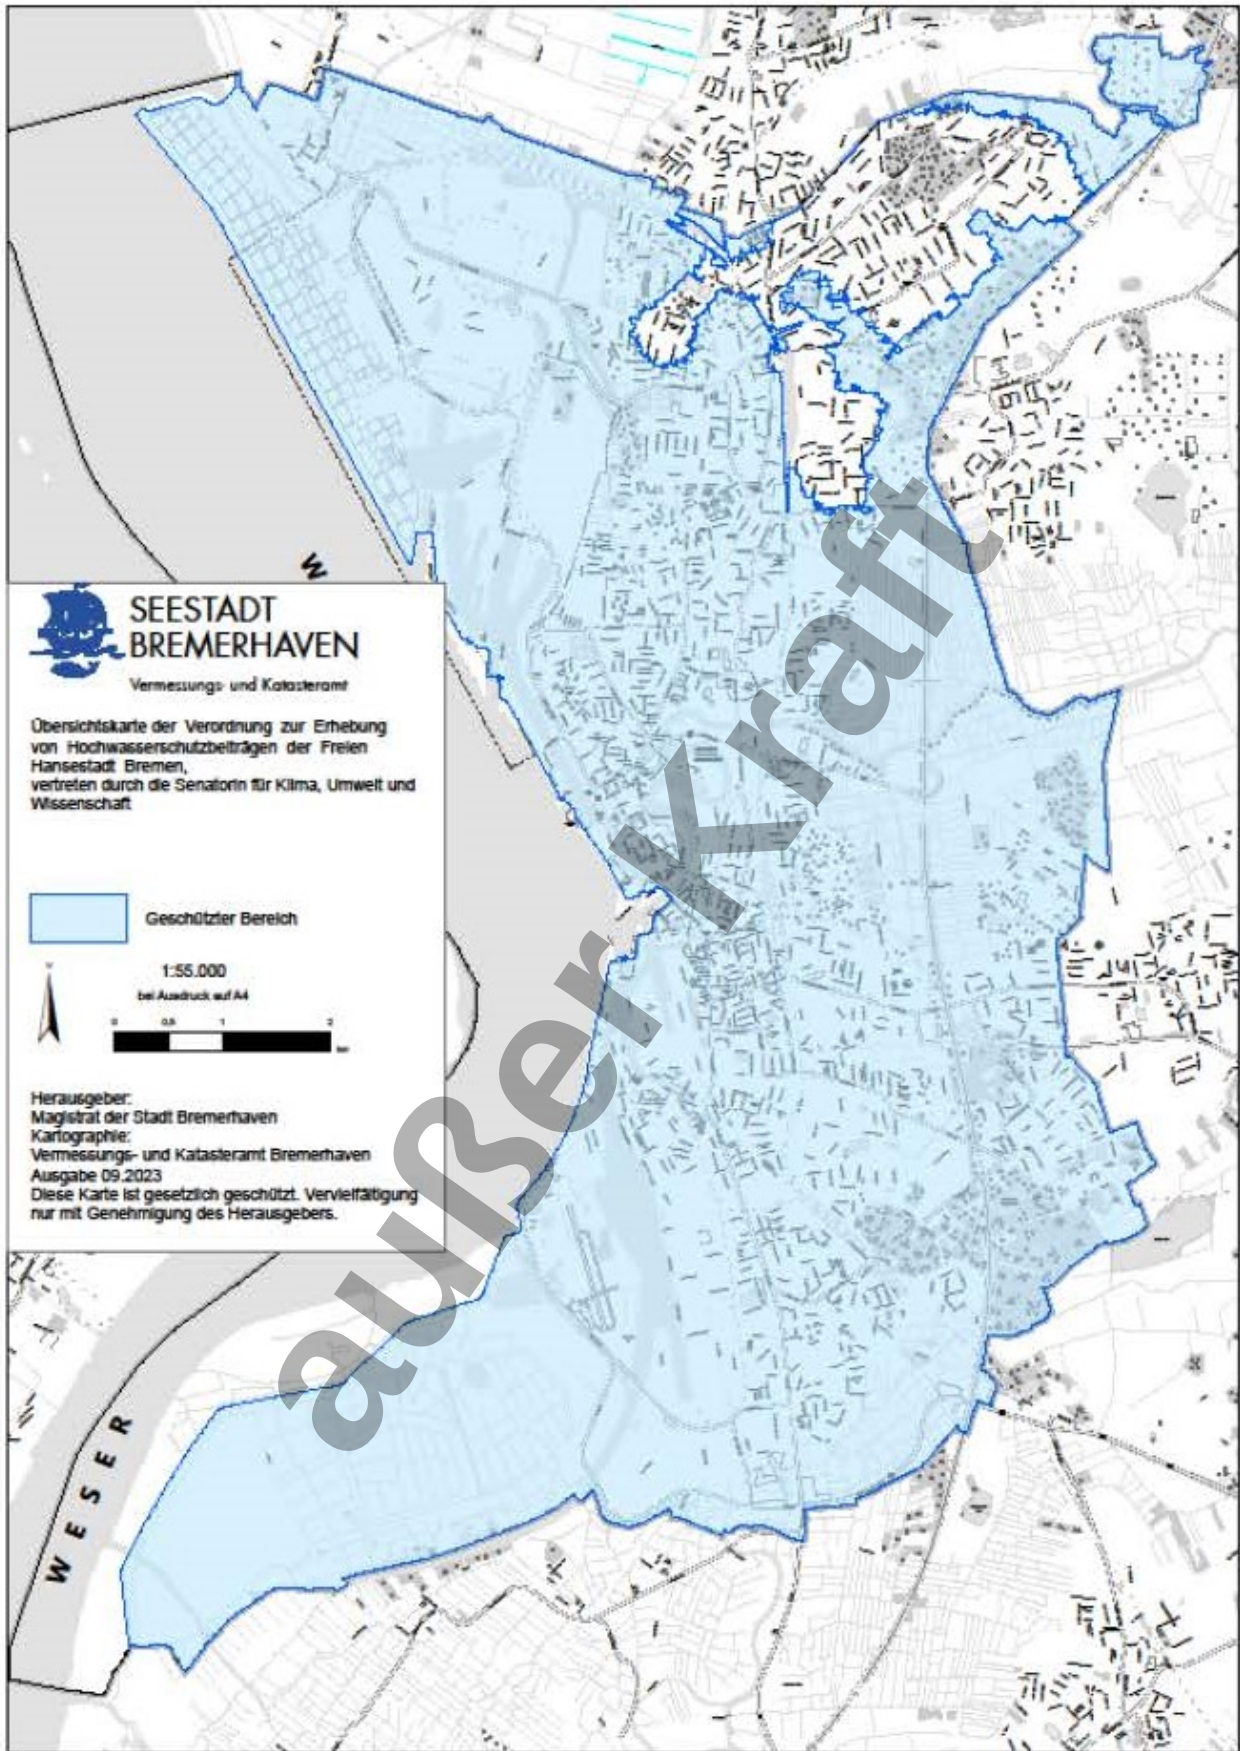 W
SEESTADT
BREMERHAVEN
Vermessungs- und Katasteramt
Übersichtskarte der Verordnung zur Erhebung
von Hochwasserschutzbeiträgen der Freien
Hansestadt Bremen,
vertreten durch die Senatorin für Klima, Umwelt und
Wissenschaft
Geschützter Bereich
1:55.000
bei Ausdruck auf A4
0 0,5 1 2
km
Herausgeber:
Magistrat der Stadt Bremerhaven
Kartographie:
Vermessungs- und Katasteramt Bremerhaven
Ausgabe 09.2023
Diese Karte ist gesetzlich geschützt. Vervielfältigung
nur mit Genehmigung des Herausgebers.
außer Kraft
WESER